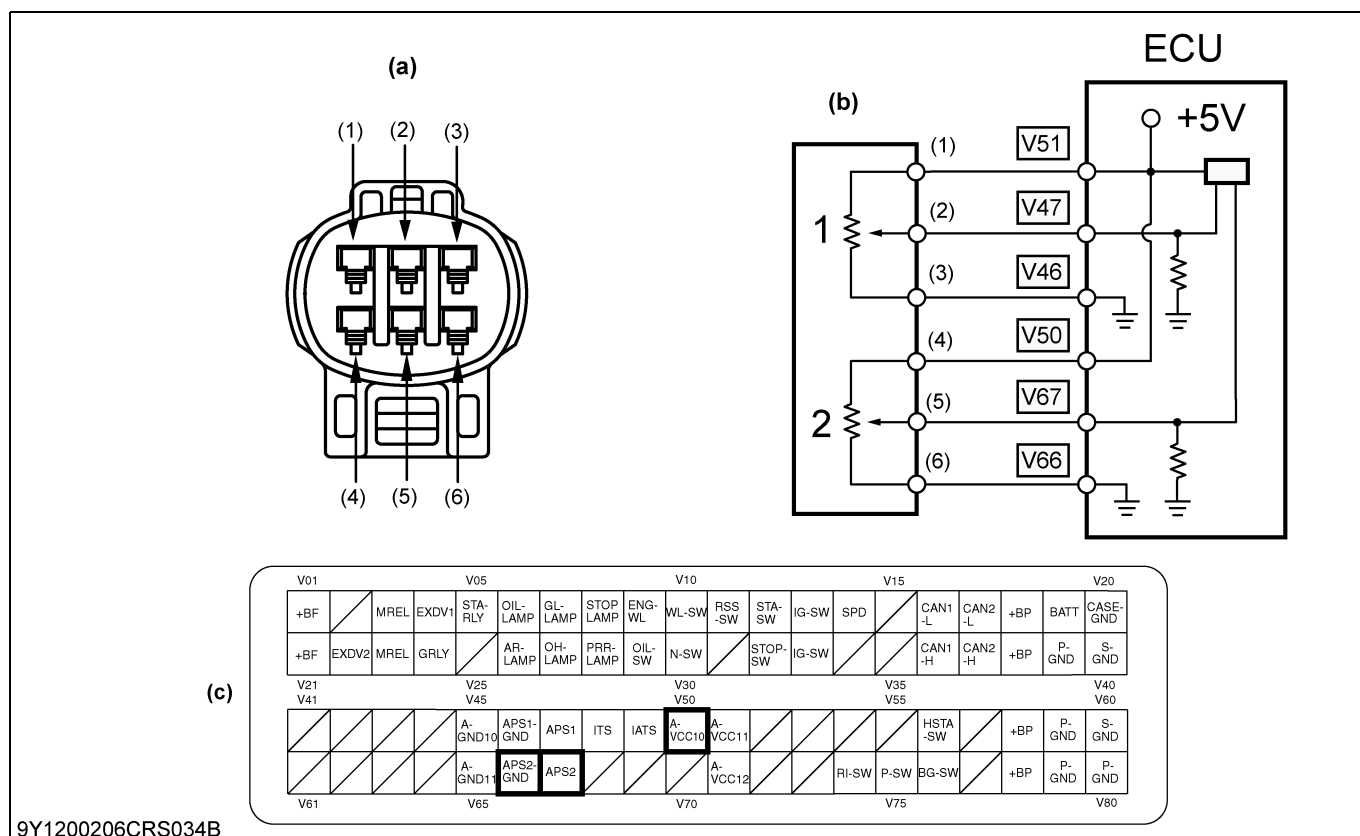 ECU
(a)
(b)
(1) (2) (3)
(4) (5) (6)
+5V
1
2
(1) V51
(2) V47
(3) V46
(4) V50
(5) V67
(6) V66
(c)
V01 V05 V10 V15 V20
+BF MREL EXDV1 STA-RLY OIL-LAMP GL-LAMP STOP LAMP ENG-WL WL-SW RSS-SW STA-SW IG-SW SPD CAN1-L CAN2-L +BP BATT CASE-GND
+BF EXDV2 MREL GRLY AR-LAMP OH-LAMP PRR-LAMP OIL-SW N-SW STOP-SW IG-SW CAN1-H CAN2-H +BP P-GND S-GND
V21 V25 V30 V35 V40
V41 V45 V50 V55 V60
A-GND10 APS1-GND APS1 ITS IATS A-VCC10 A-VCC11 HSTA-SW +BP P-GND S-GND
A-GND11 APS2-GND APS2 A-VCC12 RI-SW P-SW BG-SW +BP P-GND P-GND
V61 V65 V70 V75 V80
9Y1200206CRS034B